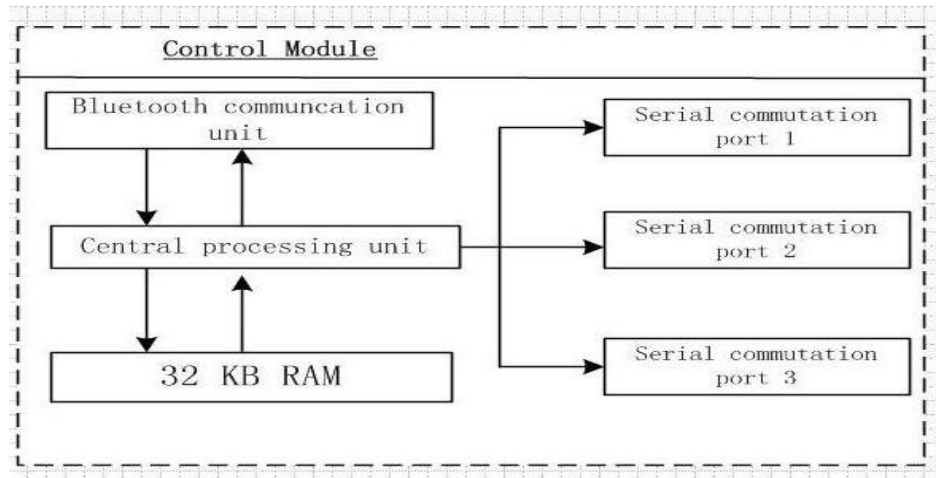 Control Module
Bluetooth communcation
unit
Central processing unit
32 KB RAM
Serial commutation
port 1
Serial commutation
port 2
Serial commutation
port 3